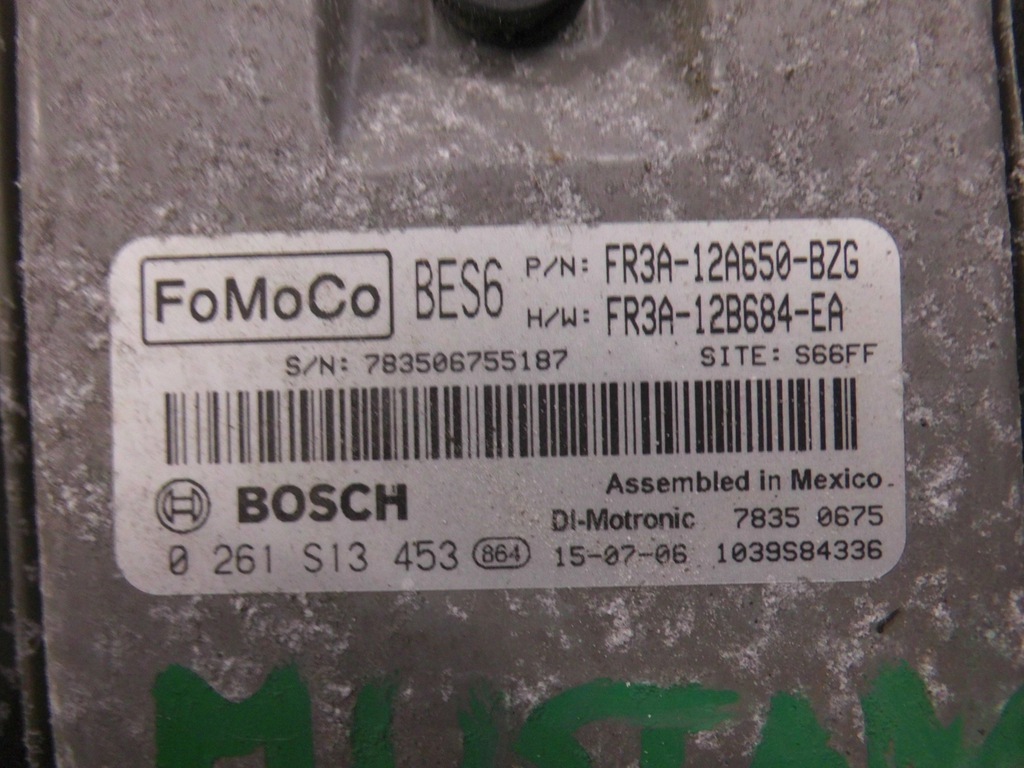 FoMoCo BES6 P/N: FR3A-12A650-BZG
H/W: FR3A-12B684-EA
S/N: 783506755187 SITE: S66FF
Assembled in Mexico
BOSCH
DI-Motronic 7835 0675
0 261 S13 453 864 15-07-06 1039S84336
MUSTANG